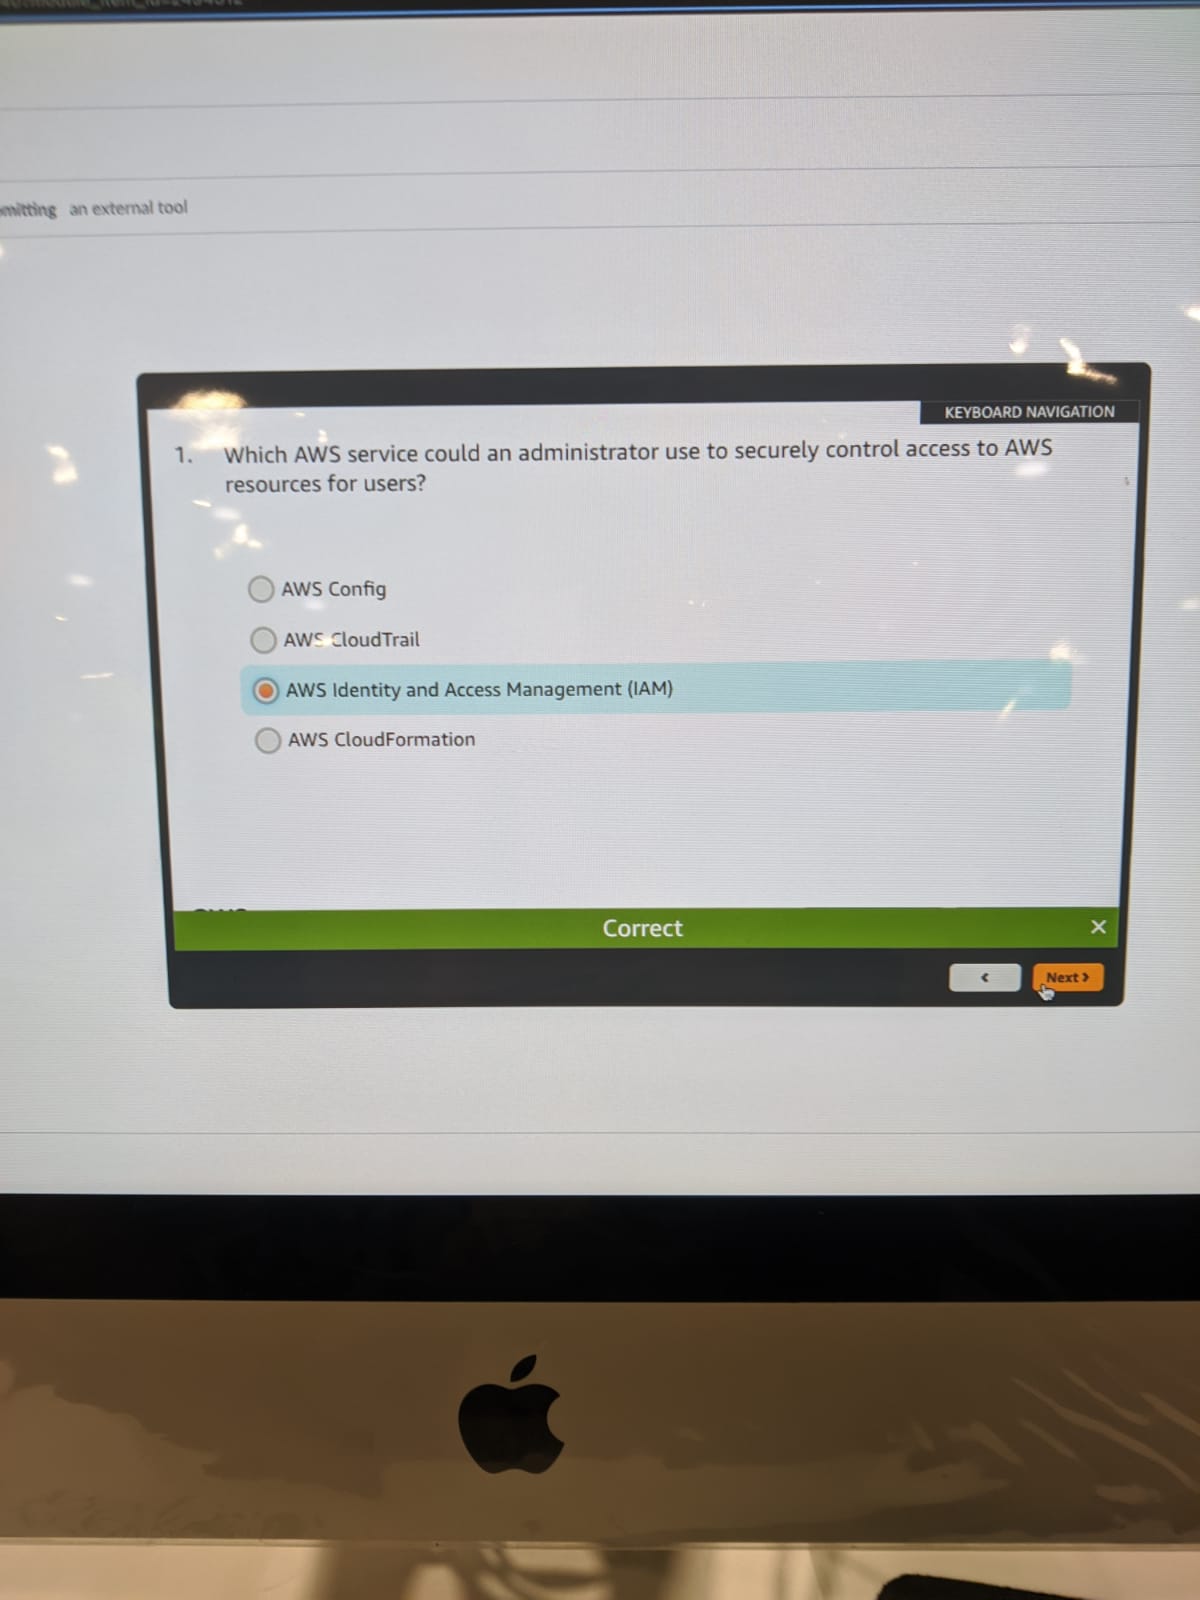 an external tool
KEYBOARD NAVIGATION
1. Which AWS service could an administrator use to securely control access to AWS
resources for users?
AWS Config
AWS CloudTrail
AWS Identity and Access Management (IAM)
AWS CloudFormation
Correct
Next